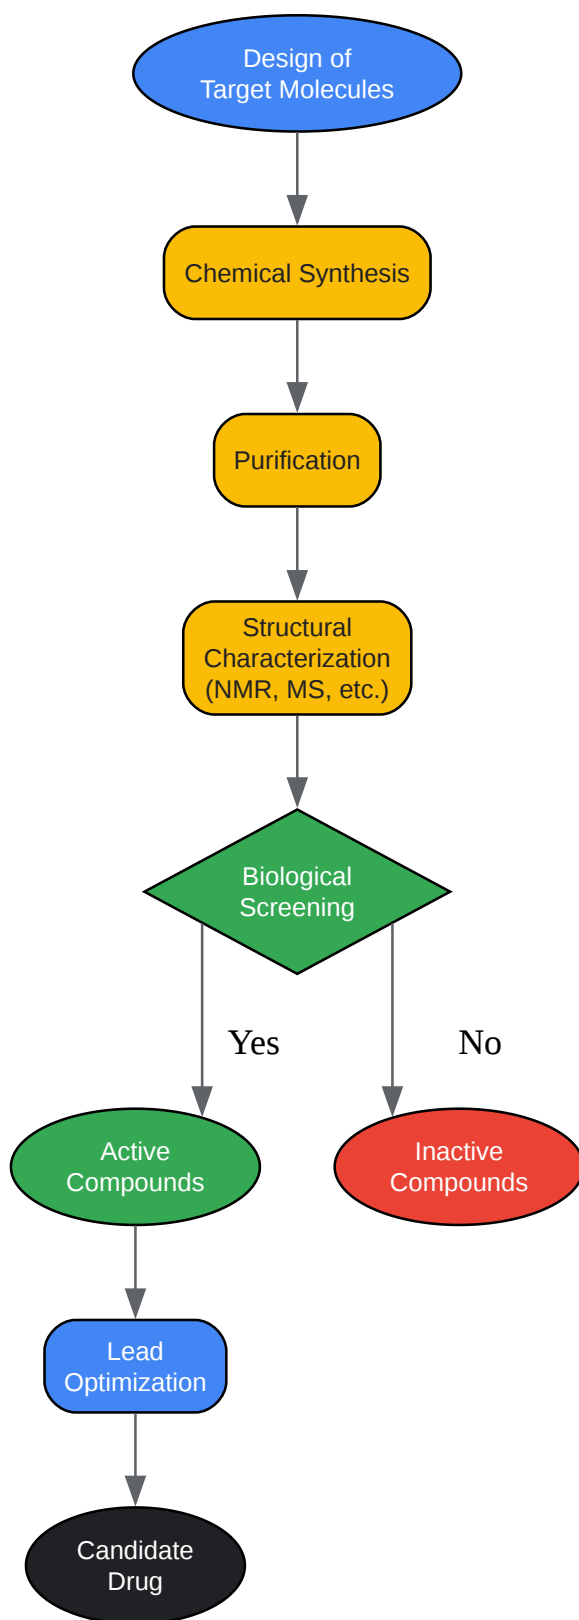 Design of
Target Molecules
Chemical Synthesis
Purification
Structural
Characterization
(NMR, MS, etc.)
Biological
Screening
Yes
No
Active
Compounds
Inactive
Compounds
Lead
Optimization
Candidate
Drug